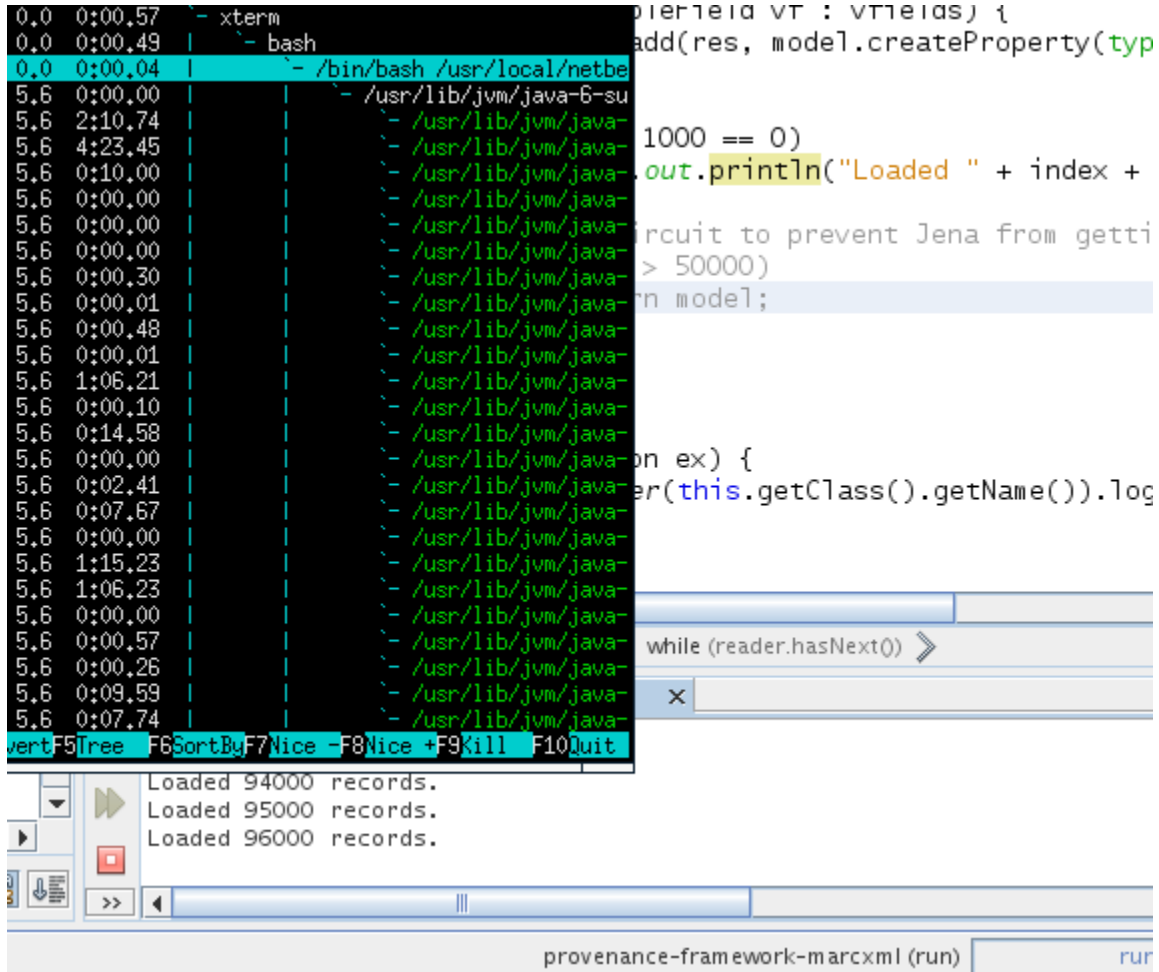 0.0 0:00.57 `- xterm
0.0 0:00.49 | `- bash
0.0 0:00.04 | `- /bin/bash /usr/local/netbe
5.6 0:00.00 | | `- /usr/lib/jvm/java-6-su
5.6 2:10.74 | | `- /usr/lib/jvm/java-
5.6 4:23.45 | | `- /usr/lib/jvm/java-
5.6 0:10.00 | | `- /usr/lib/jvm/java-
5.6 0:00.00 | | `- /usr/lib/jvm/java-
5.6 0:00.00 | | `- /usr/lib/jvm/java-
5.6 0:00.00 | | `- /usr/lib/jvm/java-
5.6 0:00.30 | | `- /usr/lib/jvm/java-
5.6 0:00.01 | | `- /usr/lib/jvm/java-
5.6 0:00.48 | | `- /usr/lib/jvm/java-
5.6 0:00.01 | | `- /usr/lib/jvm/java-
5.6 1:06.21 | | `- /usr/lib/jvm/java-
5.6 0:00.10 | | `- /usr/lib/jvm/java-
5.6 0:14.58 | | `- /usr/lib/jvm/java-
5.6 0:00.00 | | `- /usr/lib/jvm/java-
5.6 0:02.41 | | `- /usr/lib/jvm/java-
5.6 0:07.67 | | `- /usr/lib/jvm/java-
5.6 0:00.00 | | `- /usr/lib/jvm/java-
5.6 1:15.23 | | `- /usr/lib/jvm/java-
5.6 1:06.23 | | `- /usr/lib/jvm/java-
5.6 0:00.00 | | `- /usr/lib/jvm/java-
5.6 0:00.57 | | `- /usr/lib/jvm/java-
5.6 0:00.26 | | `- /usr/lib/jvm/java-
5.6 0:09.59 | | `- /usr/lib/jvm/java-
5.6 0:07.74 | | `- /usr/lib/jvm/java-
vertF5Tree F6SortByF7Nice -F8Nice +F9Kill F10Quit
bleField vf : vfields) {
add(res, model.createProperty(typ
1000 == 0)
.out.println("Loaded " + index +
ircuit to prevent Jena from getti
> 50000)
rn model;
on ex) {
er(this.getClass().getName()).log
while (reader.hasNext())
Loaded 94000 records.
Loaded 95000 records.
Loaded 96000 records.
>>
provenance-framework-marcxml (run)
run